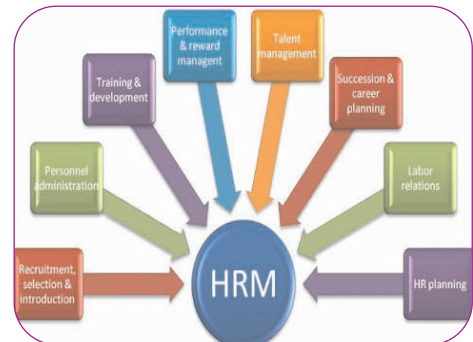 Performance
& reward
managent
Talent
management
Training &
development
Succession &
career
planning
Personnel
administration
Labor
relations
Recruitment,
selection &
introduction
HRM
HR planning